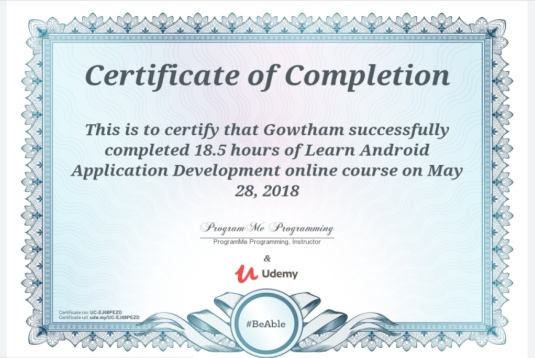 Certificate of Completion
This is to certify that Gowtham successfully
completed 18.5 hours of Learn Android
Application Development online course on May
28, 2018
ProgramMe Programming
ProgramMe Programming, Instructor
&
Udemy
Certificate no: UC-EJ6BPEZD
Certificate url: ude.my/UC-EJ6BPEZD
#BeAble